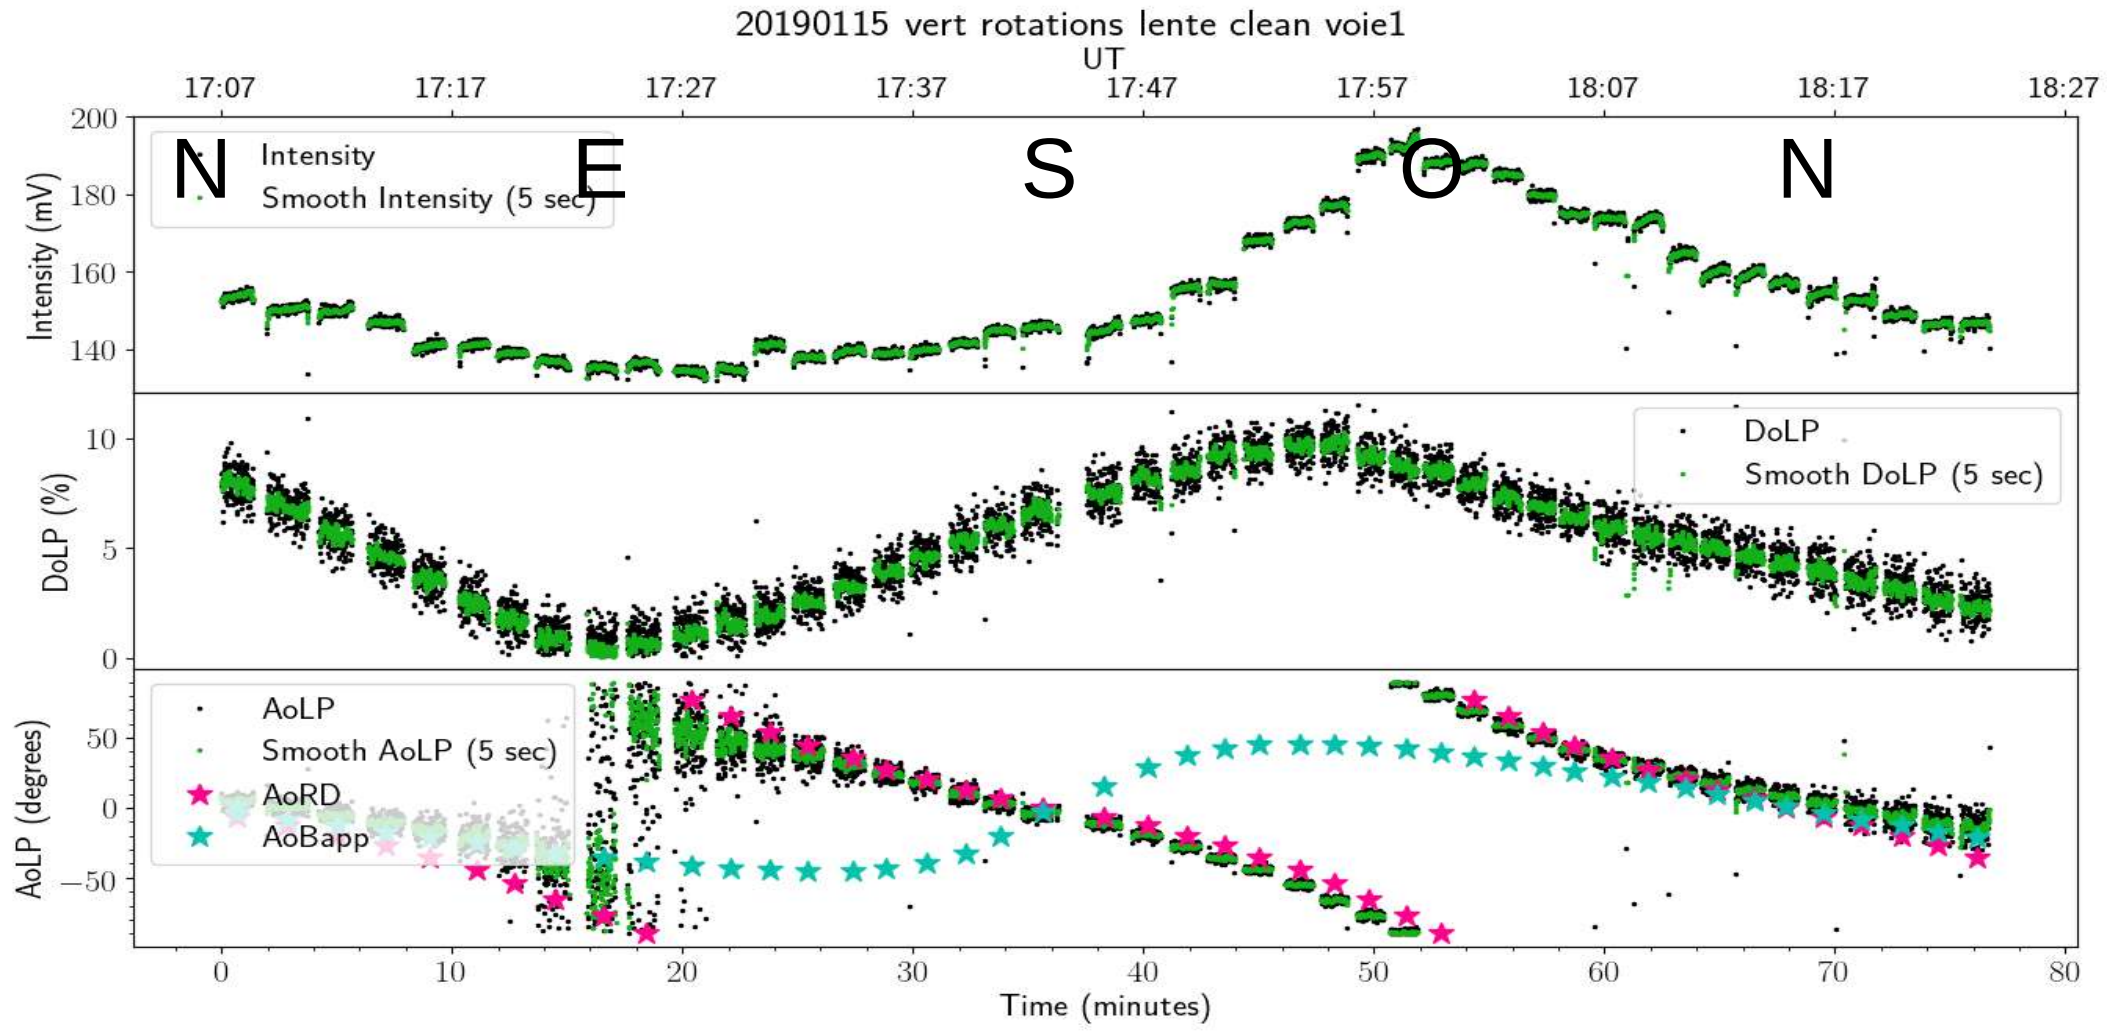 20190115 vert rotations lente clean voie1
UT
17:07 17:17 17:27 17:37 17:47 17:57 18:07 18:17 18:27
N E S O N
Intensity
Smooth Intensity (5 sec)
Intensity (mV)
200
180
160
140
DoLP
Smooth DoLP (5 sec)
DoLP (%)
10
5
0
AoLP
Smooth AoLP (5 sec)
AoRD
AoBapp
AoLP (degrees)
50
0
−50
0 10 20 30 40 50 60 70 80
Time (minutes)